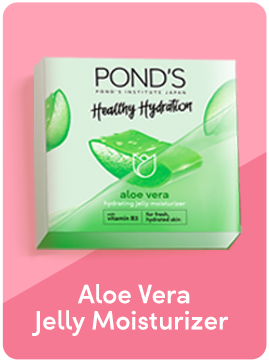 POND'S
POND'S INSTITUTE JAPAN
Healthy Hydration
aloe vera
hydrating jelly moisturizer
with vitamin B3
for fresh, hydrated skin
Aloe Vera
Jelly Moisturizer